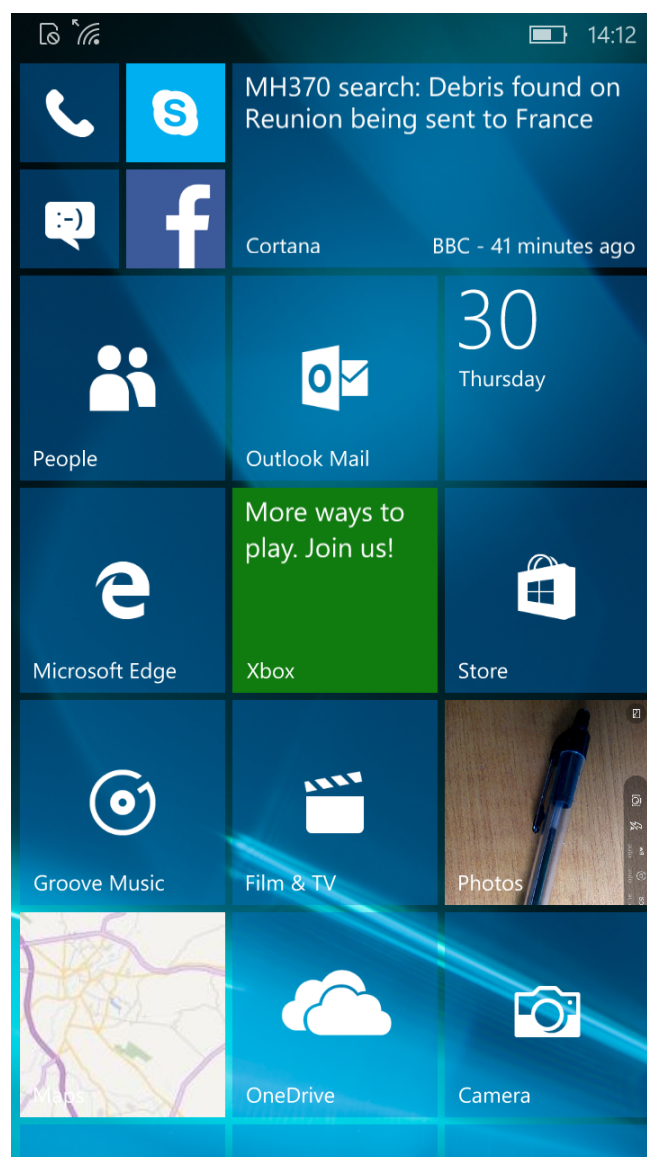 14:12
MH370 search: Debris found on
Reunion being sent to France
:-)
Cortana
BBC - 41 minutes ago
30
Thursday
People
Outlook Mail
More ways to
play. Join us!
Microsoft Edge
Xbox
Store
Groove Music
Film & TV
Photos
Maps
OneDrive
Camera